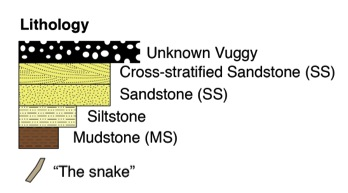 Lithology
Unknown Vuggy
Cross-stratified Sandstone (SS)
Sandstone (SS)
Siltstone
Mudstone (MS)
“The snake”